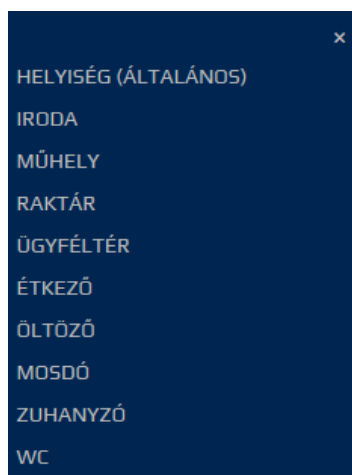 ×
HELYISÉG (ÁLTALÁNOS)
IRODA
MŰHELY
RAKTÁR
ÜGYFÉLTÉR
ÉTKEZŐ
ÖLTÖZŐ
MOSDÓ
ZUHANYZÓ
WC